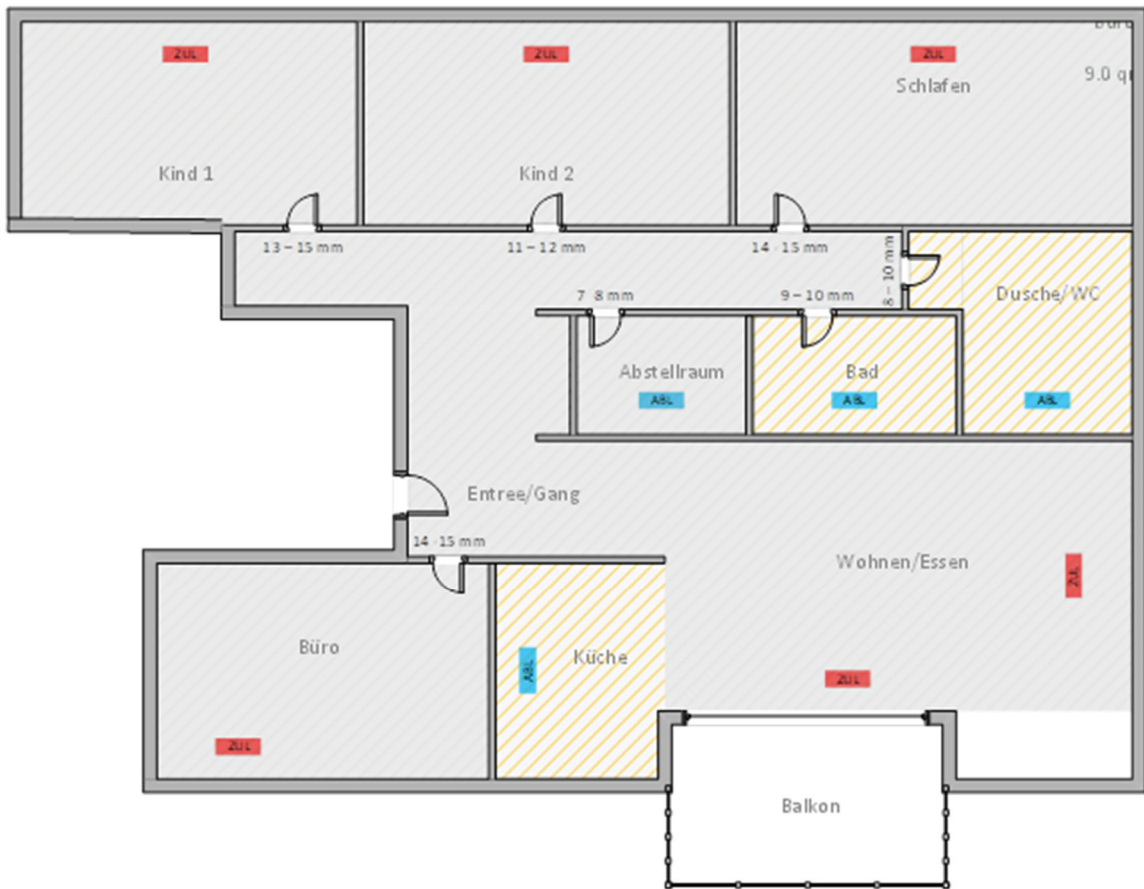 ZUL
ZUL
ZUL
Schlafen
9.0 q
Kind 1
Kind 2
13 – 15 mm
11 – 12 mm
14 - 15 mm
8 – 10 mm
7 8 mm
9 – 10 mm
Dusche/WC
Abstellraum
Bad
ABL
ABL
ABL
Entree/Gang
14 - 15 mm
Wohnen/Essen
ZUL
Büro
Küche
ABL
ZUL
ZUL
Balkon